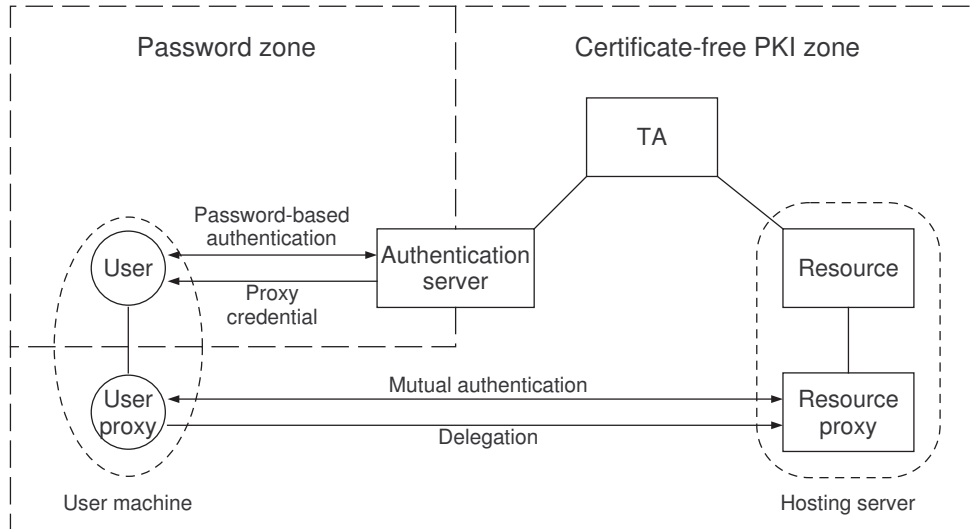 Password zone
Certificate-free PKI zone
TA
Password-based
authentication
User
Authentication
server
Resource
Proxy
credential
User
proxy
Mutual authentication
Resource
proxy
Delegation
User machine
Hosting server